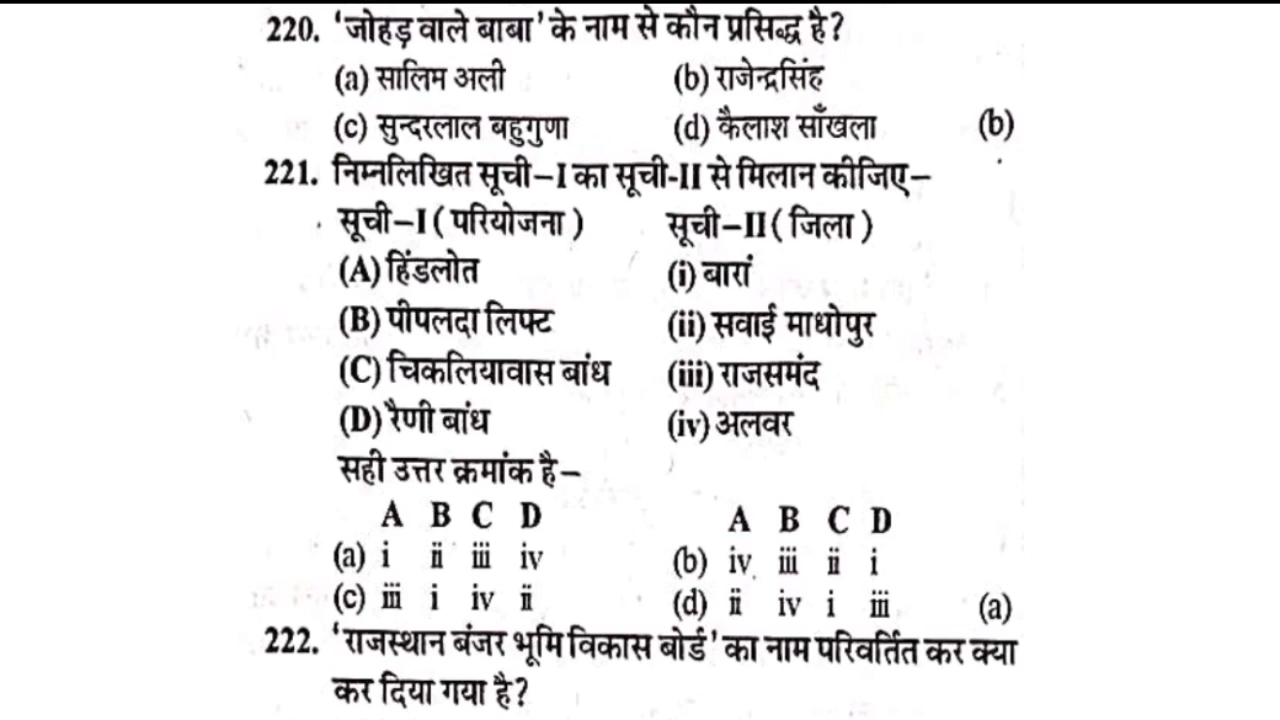 220. 'जोहड़ वाले बाबा' के नाम से कौन प्रसिद्ध है?
(a) सालिम अली (b) राजेन्द्रसिंह
(c) सुन्दरलाल बहुगुणा (d) कैलाश साँखला (b)
221. निम्नलिखित सूची–I का सूची-II से मिलान कीजिए–
सूची–I ( परियोजना ) सूची–II ( जिला )
(A) हिंडलोत (i) बारां
(B) पीपलदा लिफ्ट (ii) सवाई माधोपुर
(C) चिकलियावास बांध (iii) राजसमंद
(D) रैणी बांध (iv) अलवर
सही उत्तर क्रमांक है–
A B C D A B C D
(a) i ii iii iv (b) iv iii ii i
(c) iii i iv ii (d) ii iv i iii (a)
222. 'राजस्थान बंजर भूमि विकास बोर्ड' का नाम परिवर्तित कर क्या
कर दिया गया है?